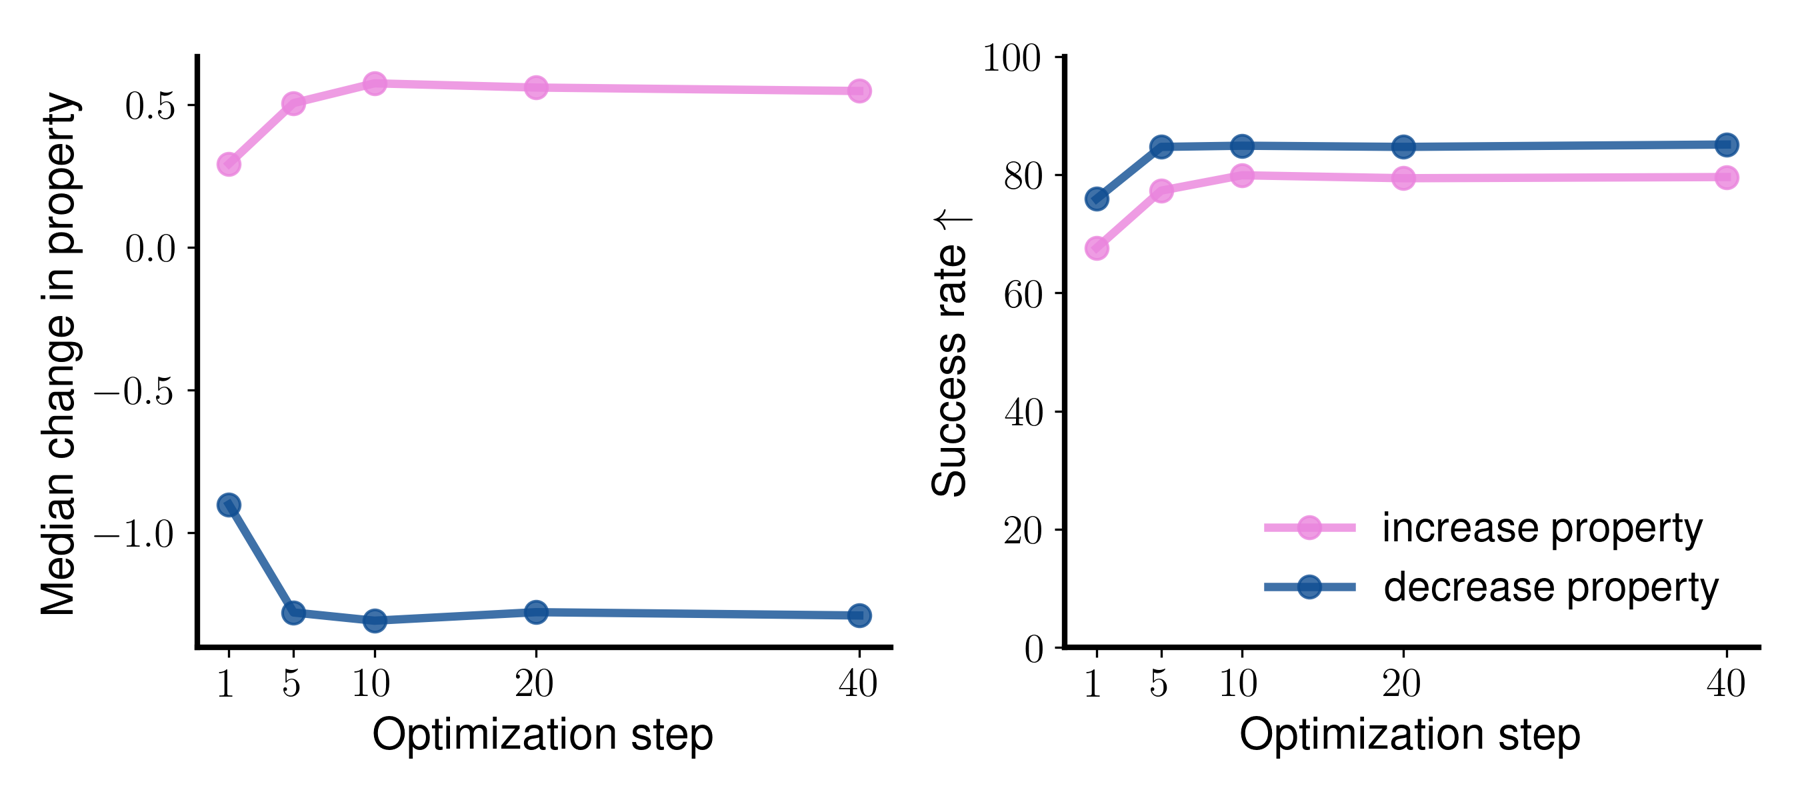 Median change in property
0.5
0.0
−0.5
−1.0
1 5 10 20 40
Optimization step
Success rate ↑
100
80
60
40
20
0
increase property
decrease property
1 5 10 20 40
Optimization step